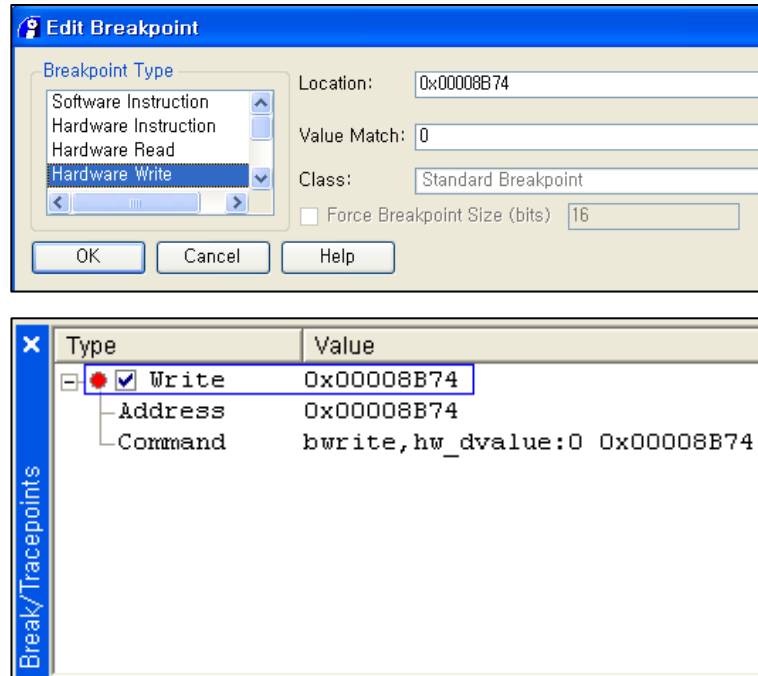 Edit Breakpoint
Breakpoint Type
Software Instruction
Hardware Instruction
Hardware Read
Hardware Write
Location: 0x00008B74
Value Match: 0
Class: Standard Breakpoint
Force Breakpoint Size (bits) 16
OK Cancel Help
Type Value
Write 0x00008B74
Address 0x00008B74
Command bwrite,hw_dvalue:0 0x00008B74
Break/Tracepoints